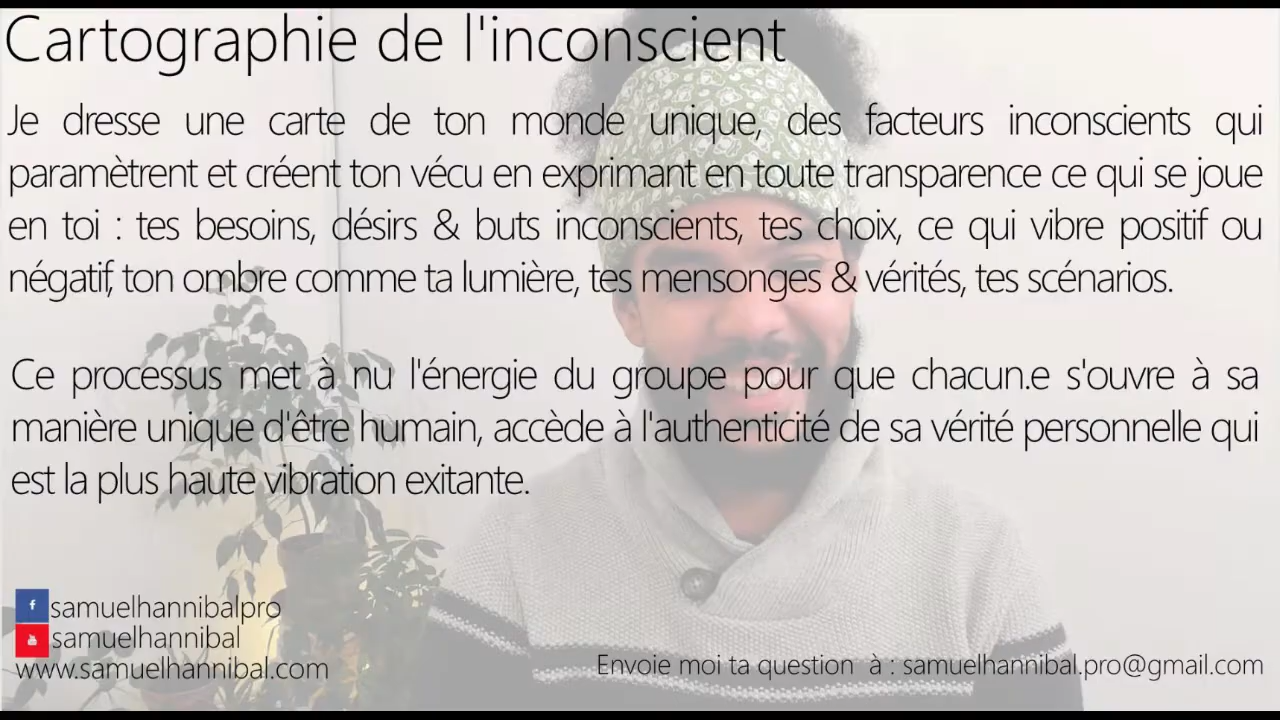 Cartographie de l'inconscient
Je dresse une carte de ton monde unique, des facteurs inconscients qui
paramètrent et créent ton vécu en exprimant en toute transparence ce qui se joue
en toi : tes besoins, désirs & buts inconscients, tes choix, ce qui vibre positif ou
négatif, ton ombre comme ta lumière, tes mensonges & vérités, tes scénarios.
Ce processus met à nu l'énergie du groupe pour que chacun.e s'ouvre à sa
manière unique d'être humain, accède à l'authenticité de sa vérité personnelle qui
est la plus haute vibration exitante.
f samuelhannibalpro
samuelhannibal
www.samuelhannibal.com
Envoie moi ta question à : samuelhannibal.pro@gmail.com